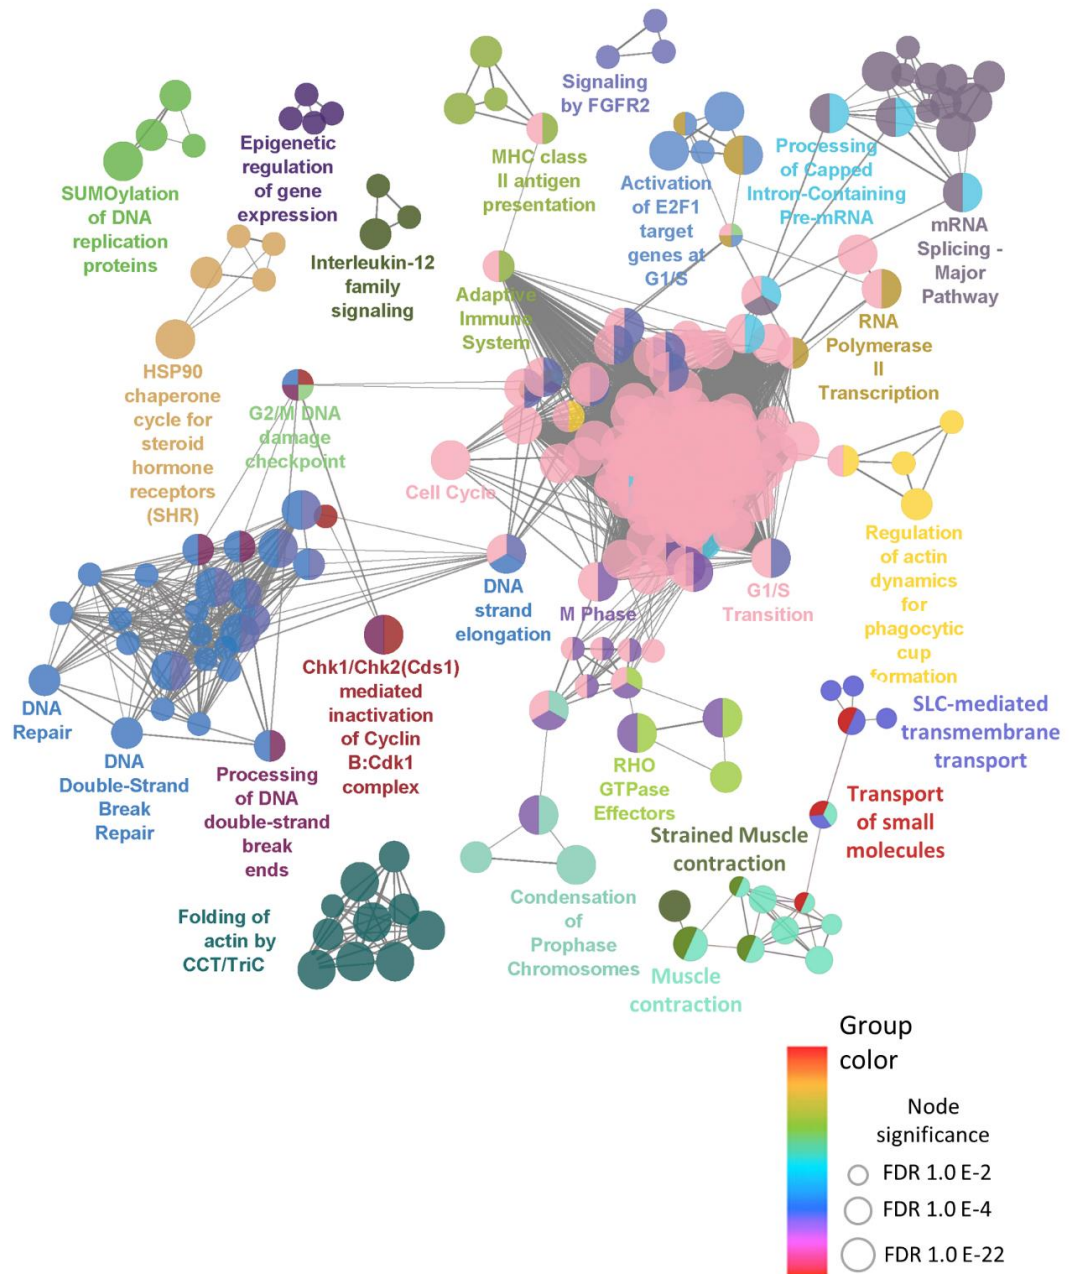 Signaling
by FGFR2
Epigenetic
regulation
of gene
expression
MHC class
II antigen
presentation
Activation
of E2F1
target
genes at
G1/S
Processing
of Capped
Intron-Containing
Pre-mRNA
SUMOylation
of DNA
replication
proteins
mRNA
Splicing -
Major
Pathway
Interleukin-12
family
signaling
Adaptive
Immune
System
RNA
Polymerase
II
Transcription
HSP90
chaperone
cycle for
steroid
hormone
receptors
(SHR)
G2/M DNA
damage
checkpoint
Cell Cycle
Regulation
of actin
dynamics
for
phagocytic
cup
formation
DNA
strand
elongation
M Phase
G1/S
Transition
Chk1/Chk2(Cds1)
mediated
inactivation
of Cyclin
B:Cdk1
complex
DNA
Repair
DNA
Double-Strand
Break
Repair
Processing
of DNA
double-strand
break
ends
RHO
GTPase
Effectors
SLC-mediated
transmembrane
transport
Transport
of small
molecules
Strained Muscle
contraction
Folding of
actin by
CCT/TriC
Condensation
of
Prophase
Chromosomes
Muscle
contraction
Group
color
Node
significance
FDR 1.0 E-2
FDR 1.0 E-4
FDR 1.0 E-22